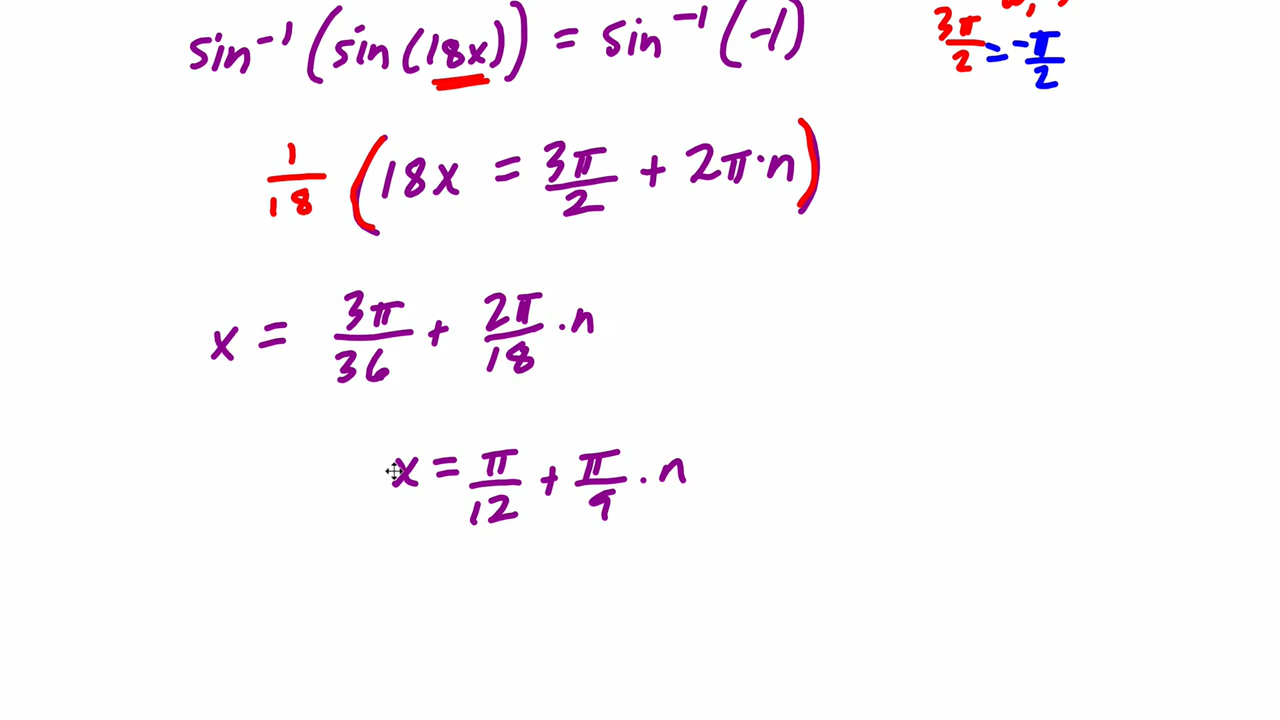 sin⁻¹(sin(18x)) = sin⁻¹(-1)
3π/2 = -π/2
1/18 (18x = 3π/2 + 2π·n)
x = 3π/36 + 2π/18 ·n
x = π/12 + π/9 · n